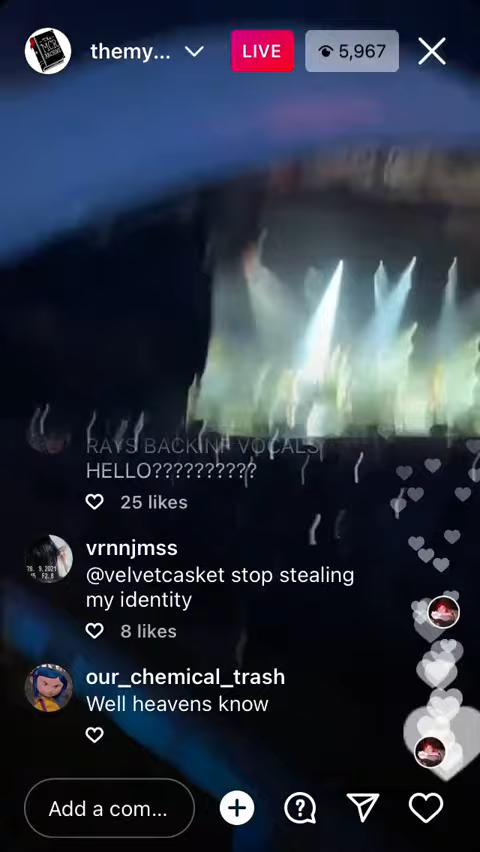 themy...
LIVE
5,967
RAYS BACKINF VOCALS
HELLO??????????
25 likes
vrnnjmss
@velvetcasket stop stealing
my identity
8 likes
our_chemical_trash
Well heavens know
Add a com...